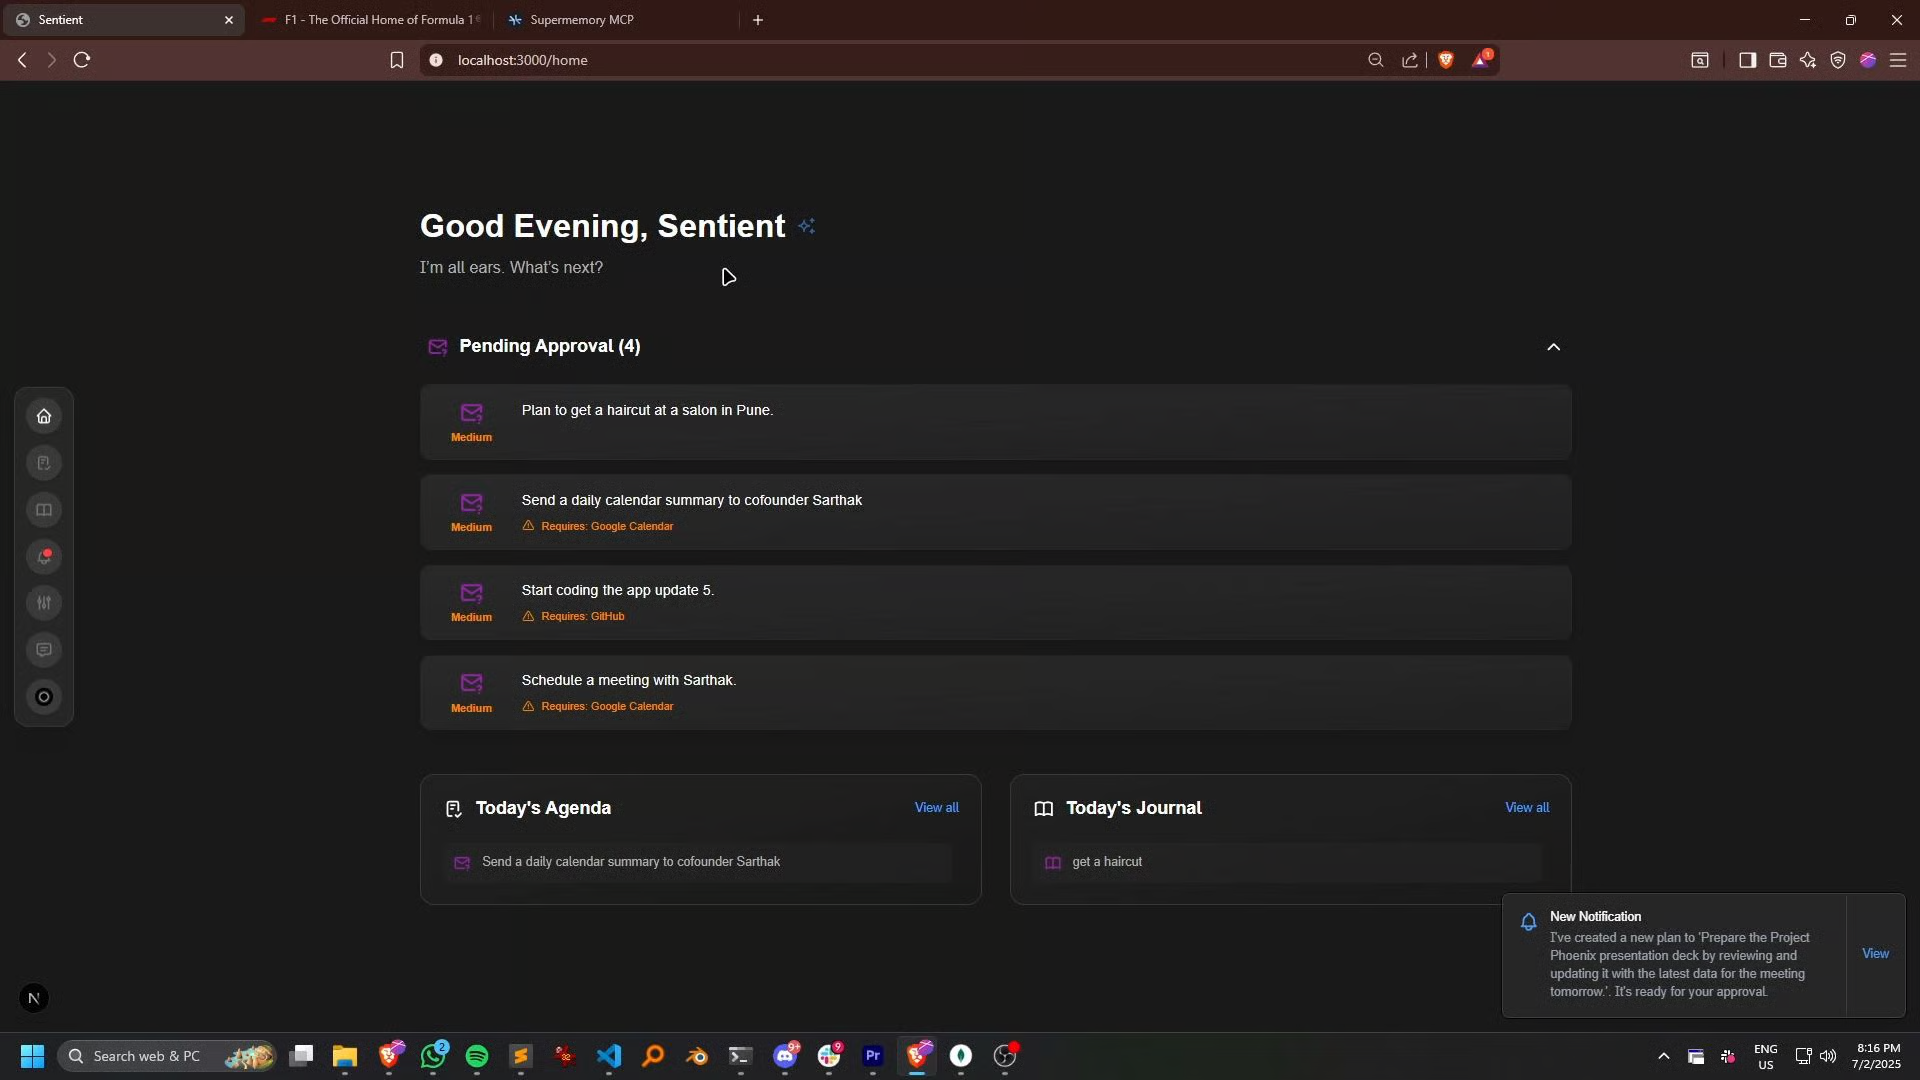 Sentient
F1 - The Official Home of Formula 1®
Supermemory MCP
localhost:3000/home
1
Good Evening, Sentient
I'm all ears. What's next?
Pending Approval (4)
Plan to get a haircut at a salon in Pune.
Medium
Send a daily calendar summary to cofounder Sarthak
Medium
Requires: Google Calendar
Start coding the app update 5.
Medium
Requires: GitHub
Schedule a meeting with Sarthak.
Medium
Requires: Google Calendar
Today's Agenda
View all
Send a daily calendar summary to cofounder Sarthak
Today's Journal
View all
get a haircut
New Notification
I've created a new plan to 'Prepare the Project
Phoenix presentation deck by reviewing and
updating it with the latest data for the meeting
tomorrow.'. It's ready for your approval.
View
N
Search web & PC
2
9+
9
Pr
ENG
US
8:16 PM
7/2/2025